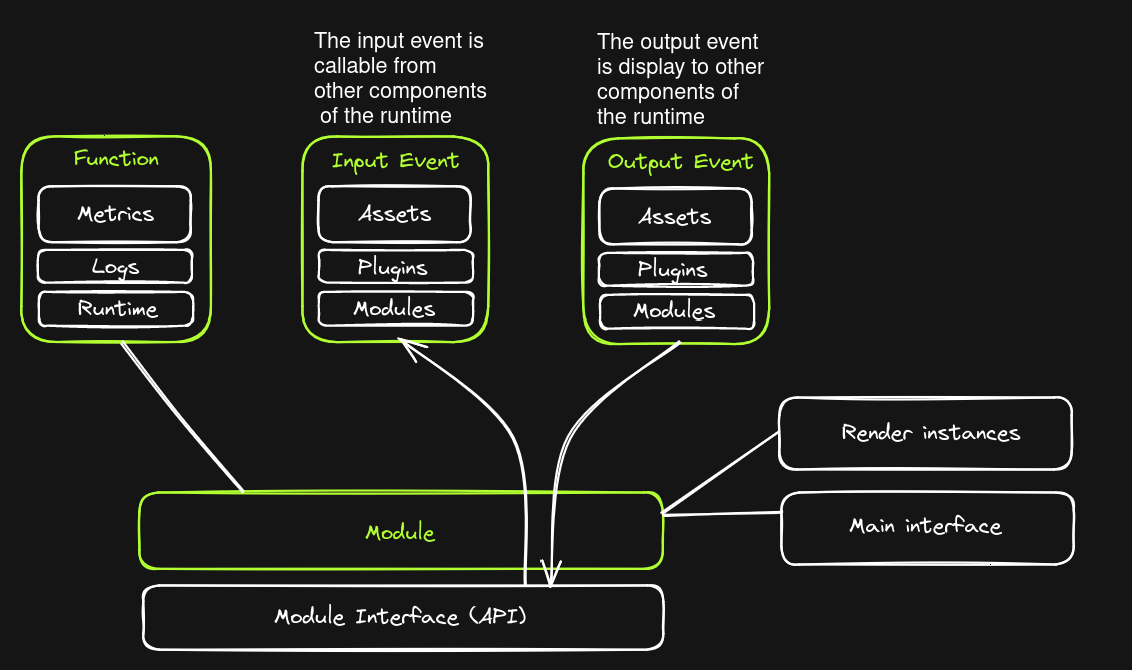 The input event is
callable from
other components
of the runtime
The output event
is display to other
components of
the runtime
Function
Metrics
Logs
Runtime
Input Event
Assets
Plugins
Modules
Output Event
Assets
Plugins
Modules
Render instances
Main interface
Module
Module Interface (API)